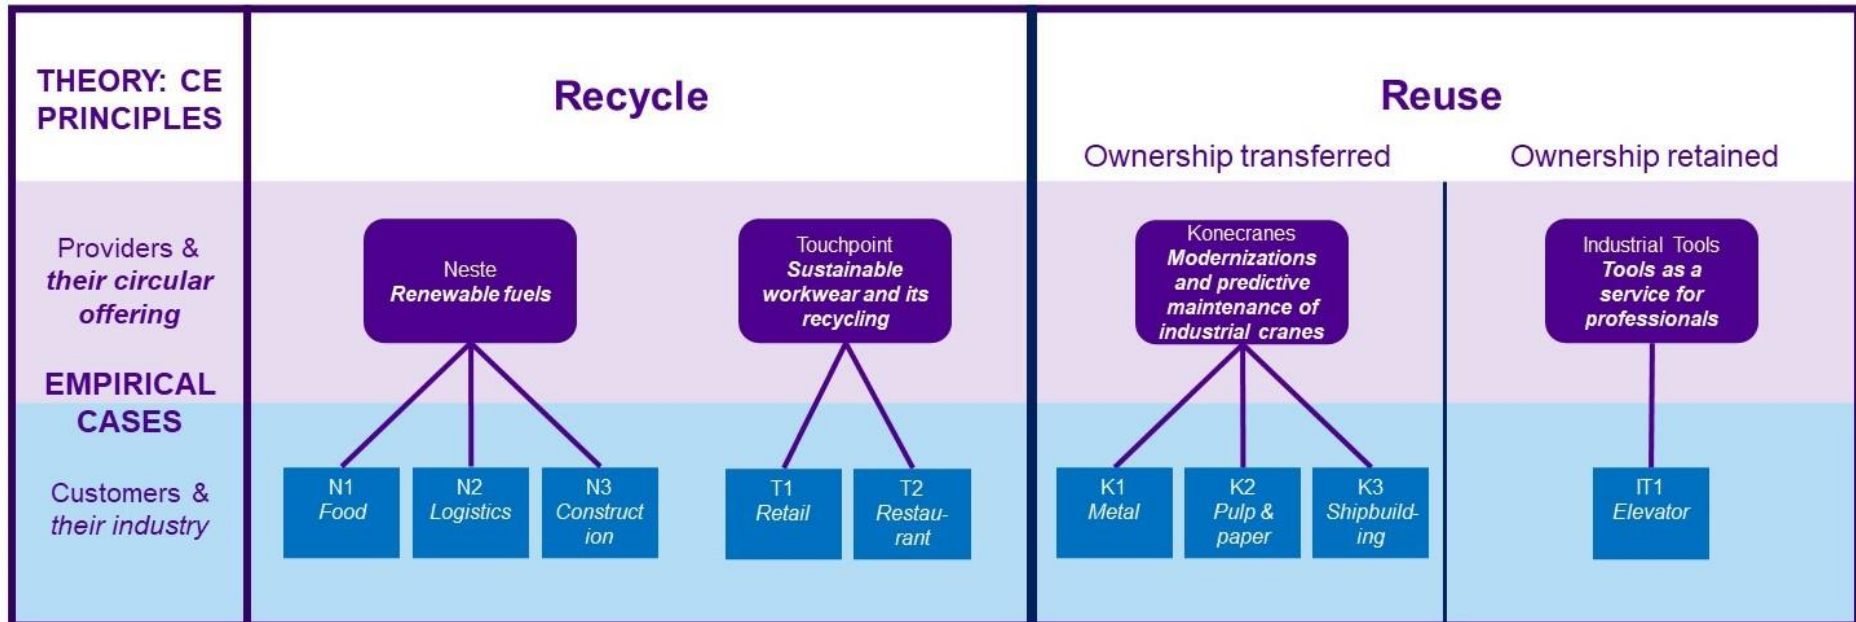 THEORY: CE
PRINCIPLES
Recycle
Reuse
Ownership transferred
Ownership retained
Providers &
their circular
offering
Neste
Renewable fuels
Touchpoint
Sustainable
workwear and its
recycling
Konecranes
Modernizations
and predictive
maintenance of
industrial cranes
Industrial Tools
Tools as a
service for
professionals
EMPIRICAL
CASES
Customers &
their industry
N1
Food
N2
Logistics
N3
Construct
ion
T1
Retail
T2
Restau-
rant
K1
Metal
K2
Pulp &
paper
K3
Shipbuild-
ing
IT1
Elevator